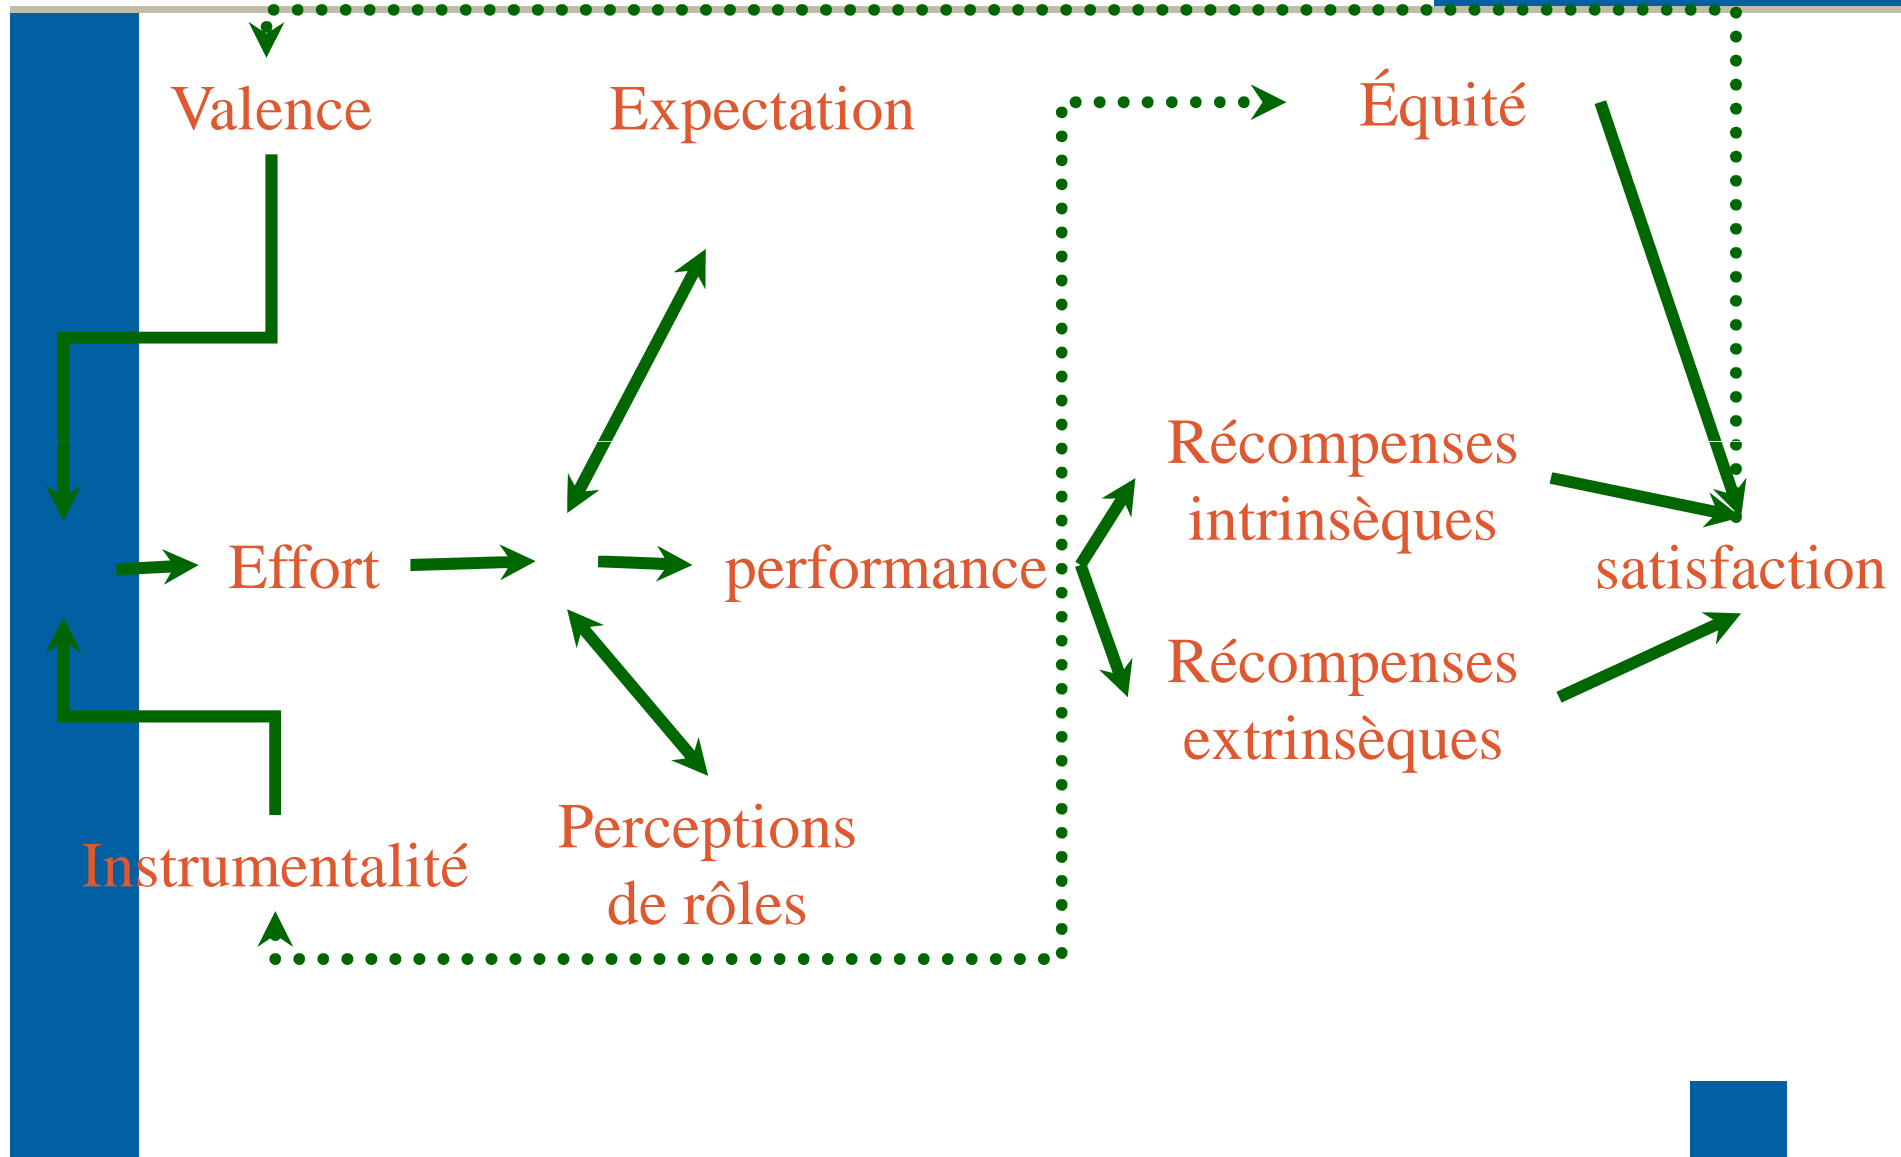 Valence
Expectation
Équité
Récompenses
intrinsèques
Effort
performance
satisfaction
Récompenses
extrinsèques
Instrumentalité
Perceptions
de rôles